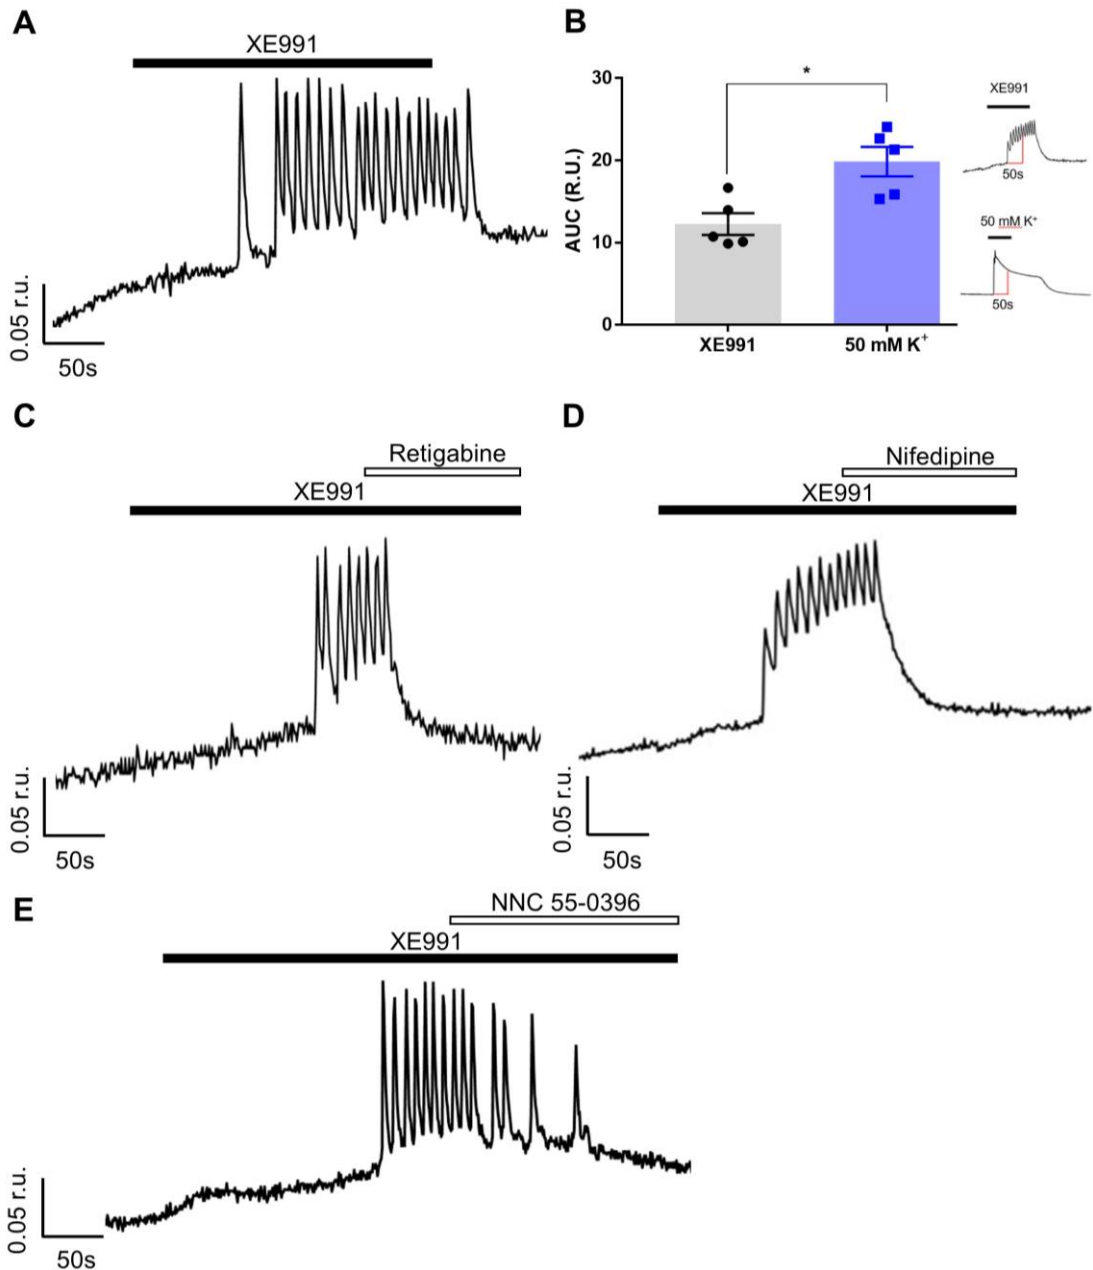 A
XE991
0.05 r.u.
50s
B
*
AUC (R.U.)
30
20
10
0
XE991
50 mM K⁺
XE991
50s
50 mM K⁺
50s
C
Retigabine
XE991
0.05 r.u.
50s
D
Nifedipine
XE991
0.05 r.u.
50s
E
NNC 55-0396
XE991
0.05 r.u.
50s